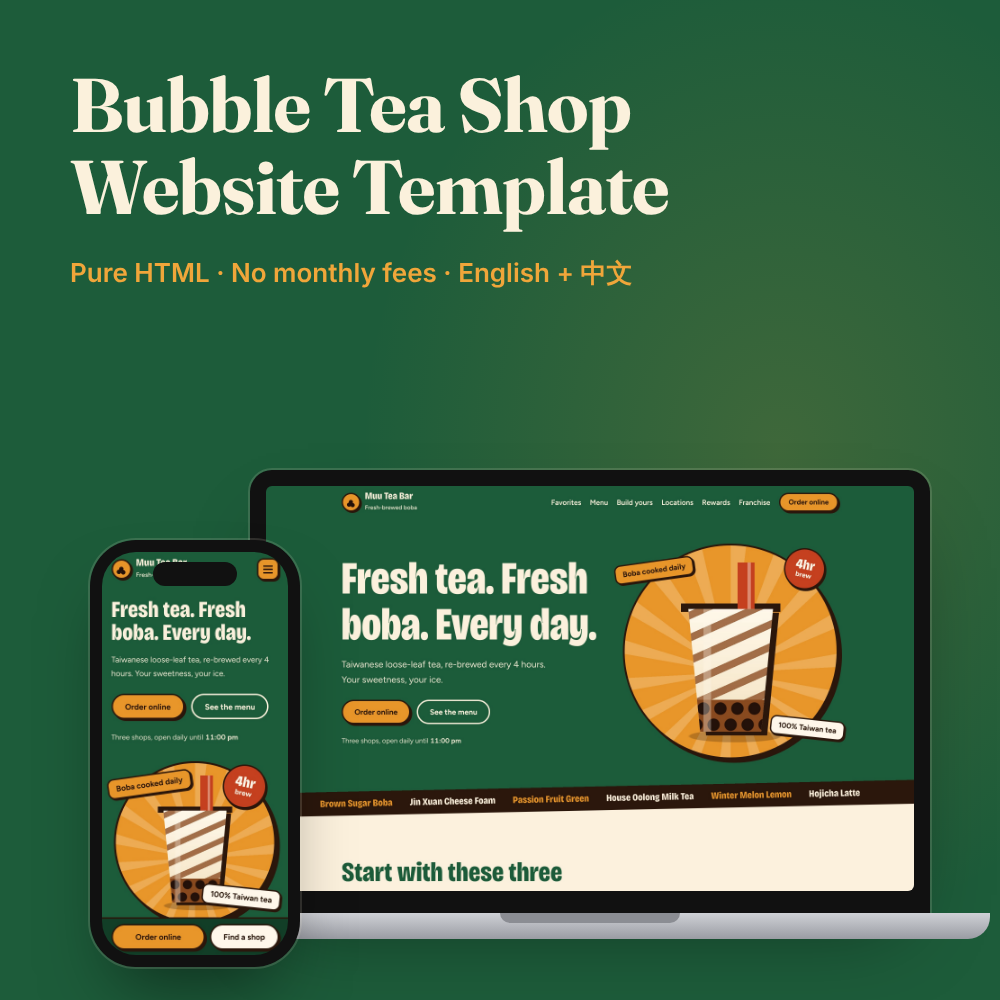 Bubble Tea Shop
Website Template
Pure HTML · No monthly fees · English + 中文
Muu Tea Bar
Fresh-brewed boba
Favorites Menu Build yours Locations Rewards Franchise Order online
Fresh tea. Fresh
boba. Every day.
Taiwanese loose-leaf tea, re-brewed every 4 hours.
Your sweetness, your ice.
Order online See the menu
Three shops, open daily until 11:00 pm
Boba cooked daily
4hr
brew
100% Taiwan tea
Brown Sugar Boba Jin Xuan Cheese Foam Passion Fruit Green House Oolong Milk Tea Winter Melon Lemon Hojicha Latte
Start with these three
Muu Tea Bar
Fresh
Fresh tea. Fresh
boba. Every day.
Taiwanese loose-leaf tea, re-brewed every 4
hours. Your sweetness, your ice.
Order online See the menu
Three shops, open daily until 11:00 pm
Boba cooked daily
4hr
brew
100% Taiwan tea
Order online Find a shop